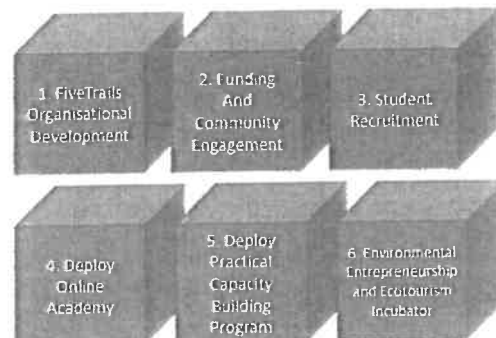 1. FiveTrails
Organisational
Development
2. Funding
And
Community
Engagement
3. Student
Recruitment
4. Deploy
Online
Academy
5. Deploy
Practical
Capacity
Building
Program
6. Environmental
Entrepreneurship
and Ecotourism
Incubator